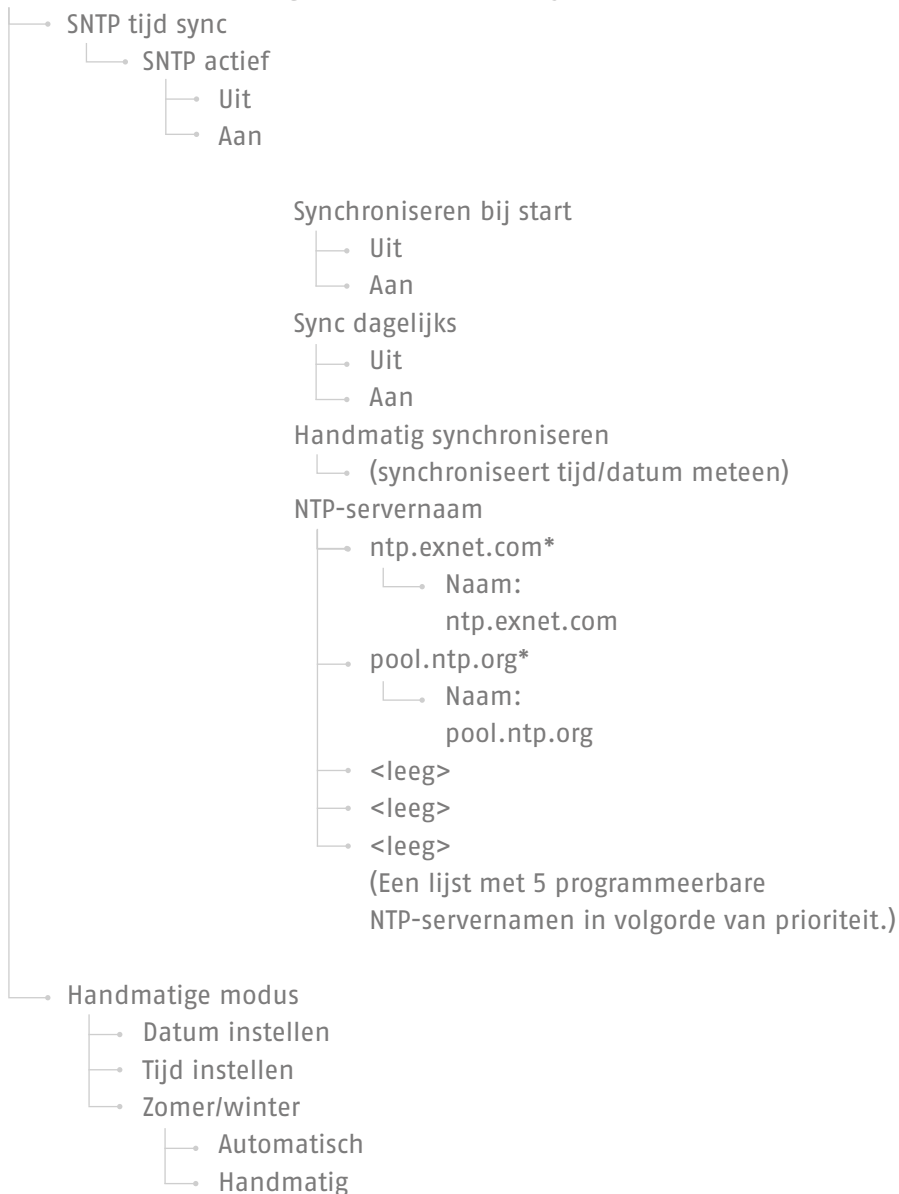 SNTP tijd sync
SNTP actief
Uit
Aan
Synchroniseren bij start
Uit
Aan
Sync dagelijks
Uit
Aan
Handmatig synchroniseren
(synchroniseert tijd/datum meteen)
NTP-servernaam
ntp.exnet.com*
Naam:
ntp.exnet.com
pool.ntp.org*
Naam:
pool.ntp.org
<leeg>
<leeg>
<leeg>
(Een lijst met 5 programmeerbare
NTP-servernamen in volgorde van prioriteit.)
Handmatige modus
Datum instellen
Tijd instellen
Zomer/winter
Automatisch
Handmatig